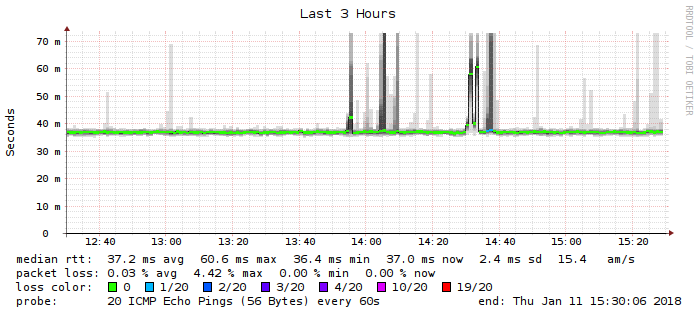 Last 3 Hours
RRDTOOL / TOBI OETIKER
Seconds
70 m
60 m
50 m
40 m
30 m
20 m
10 m
0
12:40 13:00 13:20 13:40 14:00 14:20 14:40 15:00 15:20
median rtt: 37.2 ms avg 60.6 ms max 36.4 ms min 37.0 ms now 2.4 ms sd 15.4 am/s
packet loss: 0.03 % avg 4.42 % max 0.00 % min 0.00 % now
loss color: 0 1/20 2/20 3/20 4/20 10/20 19/20
probe: 20 ICMP Echo Pings (56 Bytes) every 60s end: Thu Jan 11 15:30:06 2018